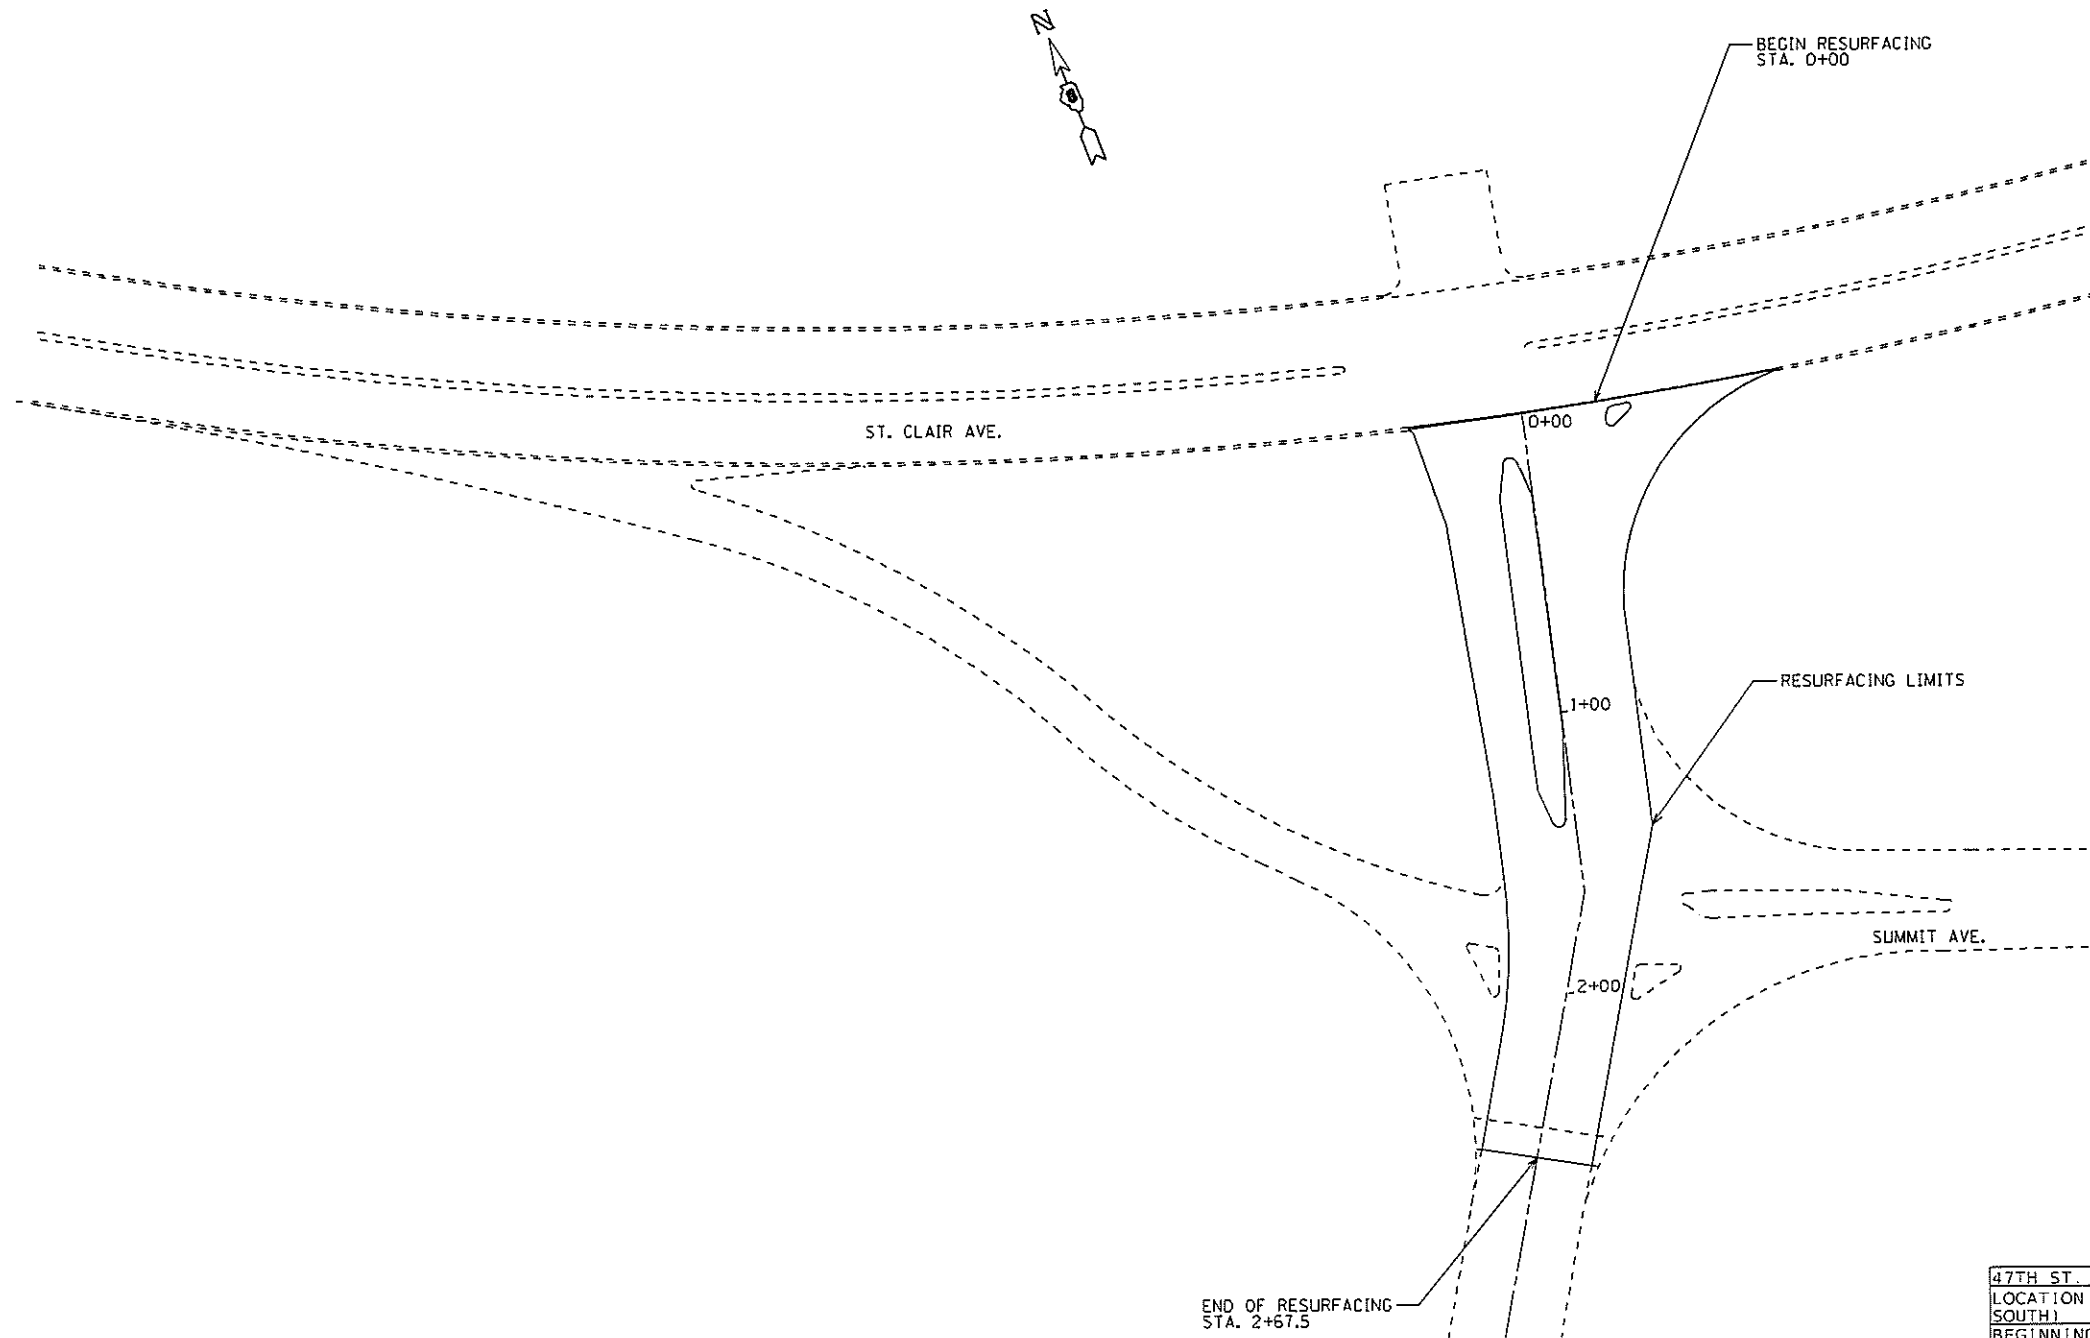 N
BEGIN RESURFACING
STA. 0+00
ST. CLAIR AVE.
0+00
RESURFACING LIMITS
1+00
SUMMIT AVE.
2+00
END OF RESURFACING
STA. 2+67.5
47TH ST.
LOCATION
SOUTH)
BEGINNING